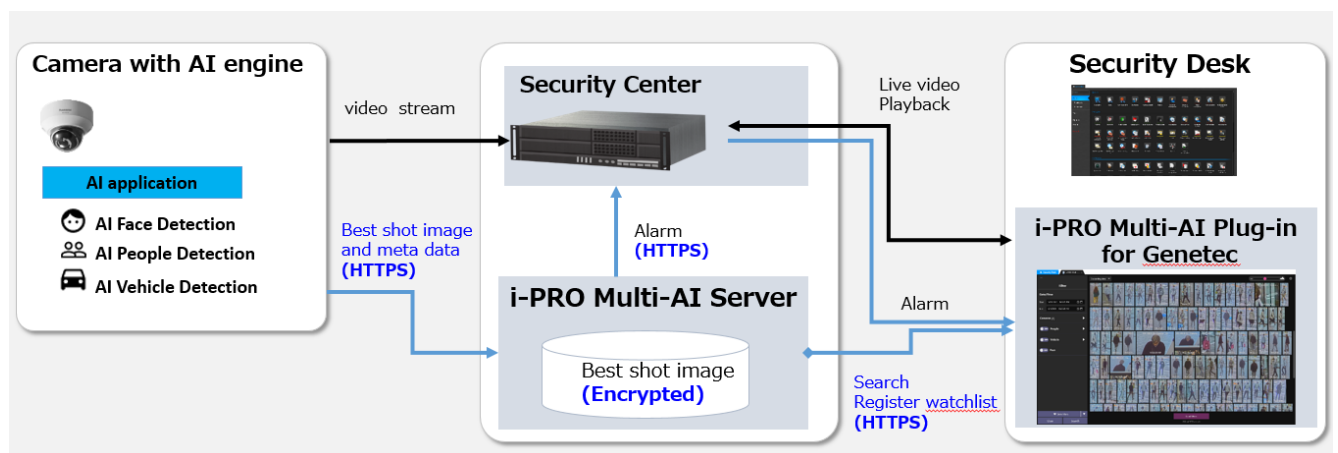 Camera with AI engine
AI application
AI Face Detection
AI People Detection
AI Vehicle Detection
video stream
Best shot image
and meta data
(HTTPS)
Security Center
Alarm
(HTTPS)
i-PRO Multi-AI Server
Best shot image
(Encrypted)
Live video
Playback
Alarm
Search
Register watchlist
(HTTPS)
Security Desk
i-PRO Multi-AI Plug-in
for Genetec